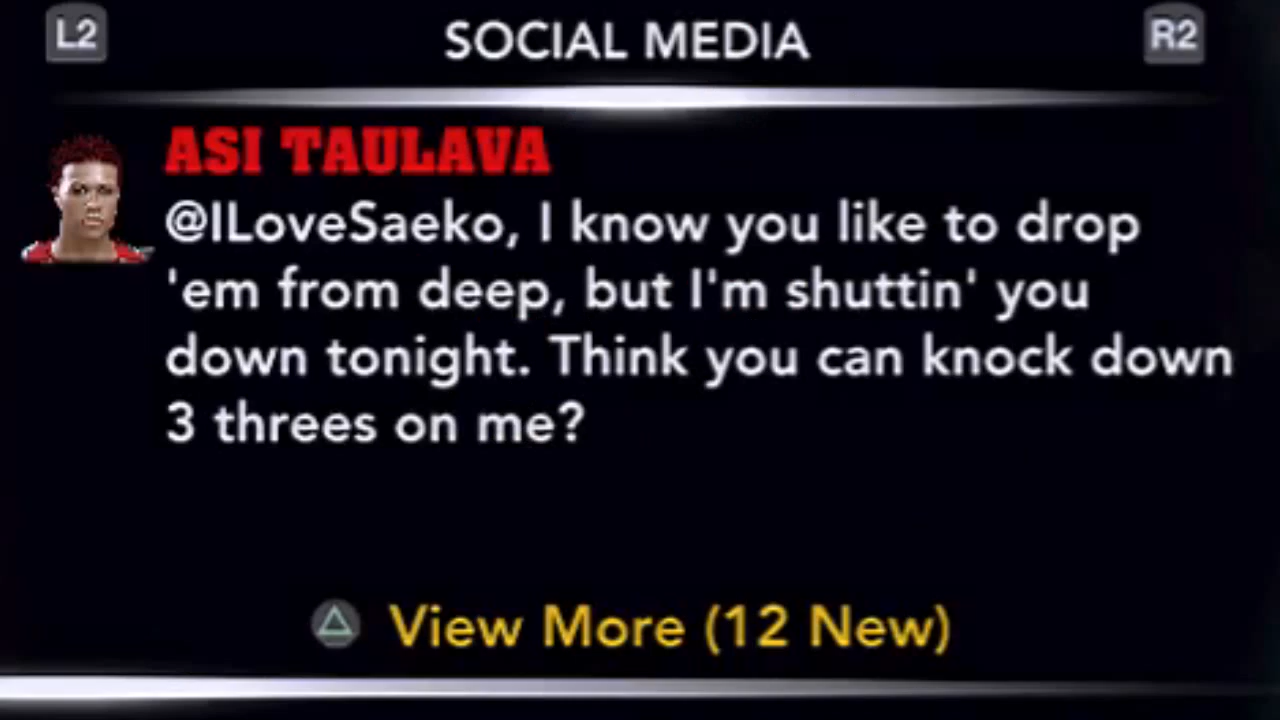 L2
SOCIAL MEDIA
R2
ASI TAULAVA
@ILoveSaeko, I know you like to drop
'em from deep, but I'm shuttin' you
down tonight. Think you can knock down
3 threes on me?
View More (12 New)